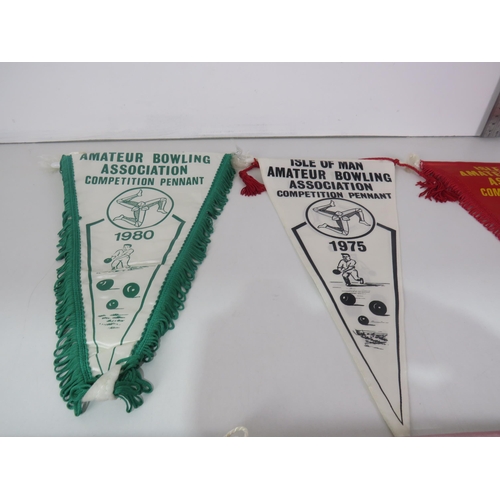 AMATEUR BOWLING
ASSOCIATION
COMPETITION PENNANT
1980
ISLE OF MAN
AMATEUR BOWLING
ASSOCIATION
COMPETITION PENNANT
1975